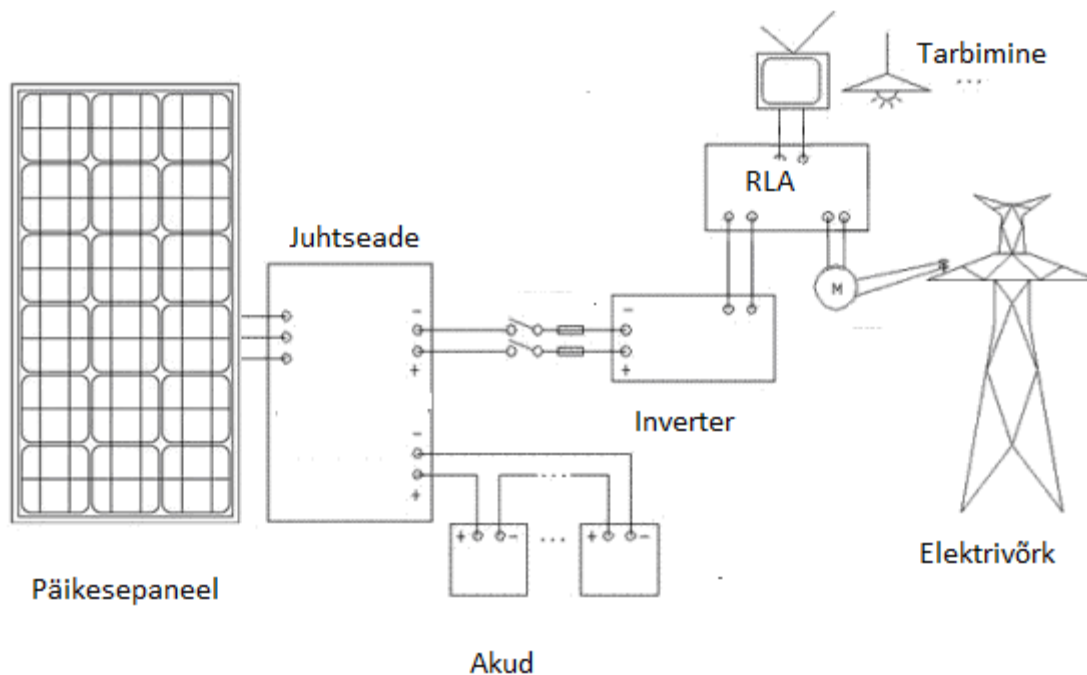 Tarbimine
...
RLA
Juhtseade
M
-
-
+
+
Inverter
-
+
...
+ -
...
+ -
Elektrivõrk
Päikesepaneel
Akud